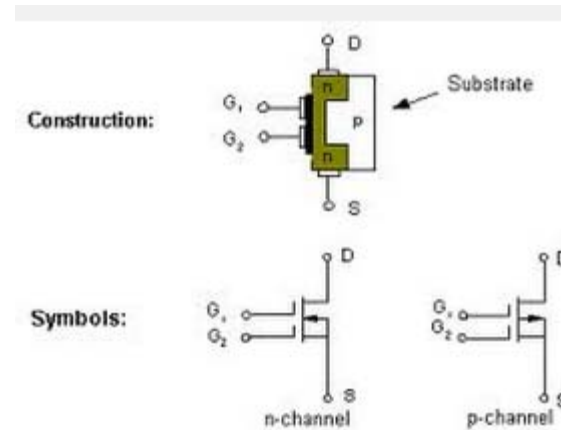 D
n
Substrate
G₁
Construction:
p
G₂
n
S
D
D
G₁
G₁
Symbols:
G₂
G₂
S
S
n-channel
p-channel